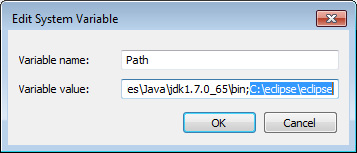 Edit System Variable
Variable name: Path
Variable value: es\Java\jdk1.7.0_65\bin;C:\eclipse\eclipse
OK Cancel